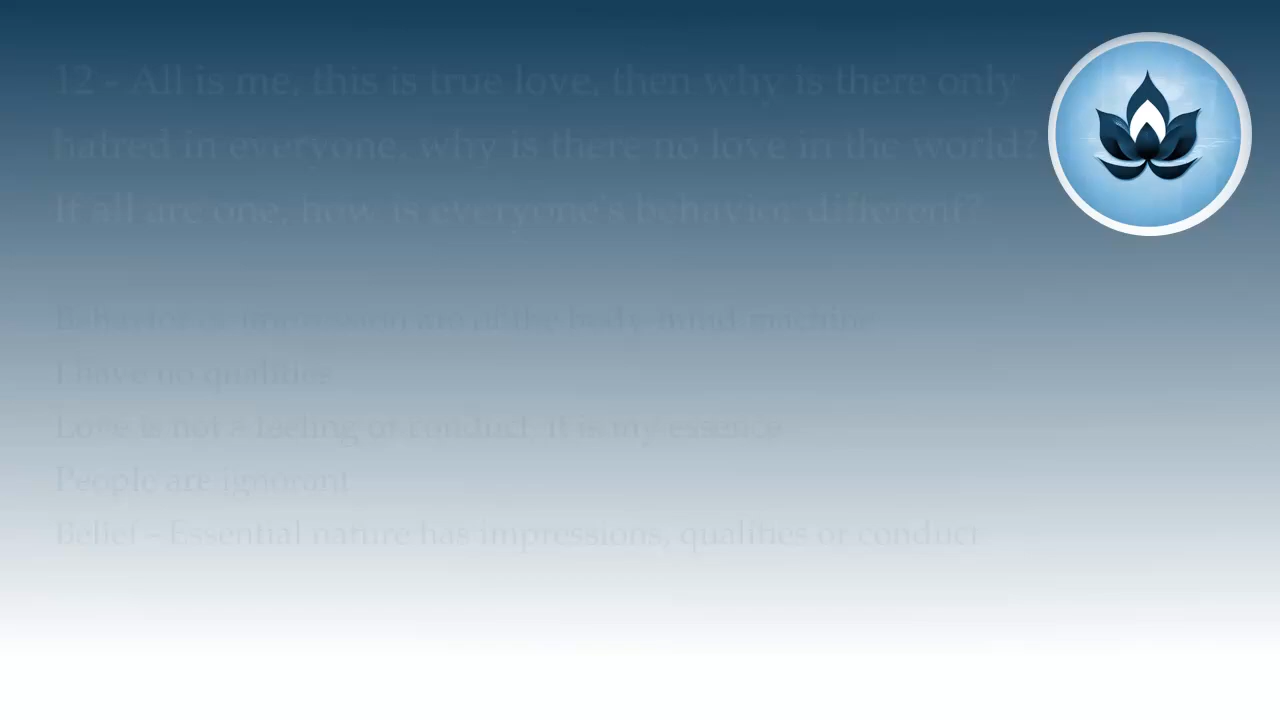 12 - All is me, this is true love, then why is there only
hatred in everyone, why is there no love in the world?
If all are one, how is everyone's behavior different?
Behavior or impression are of the body-mind machine
I have no qualities
Love is not a feeling or conduct, it is my essence
People are ignorant
Belief - Essential nature has impressions, qualities or conduct